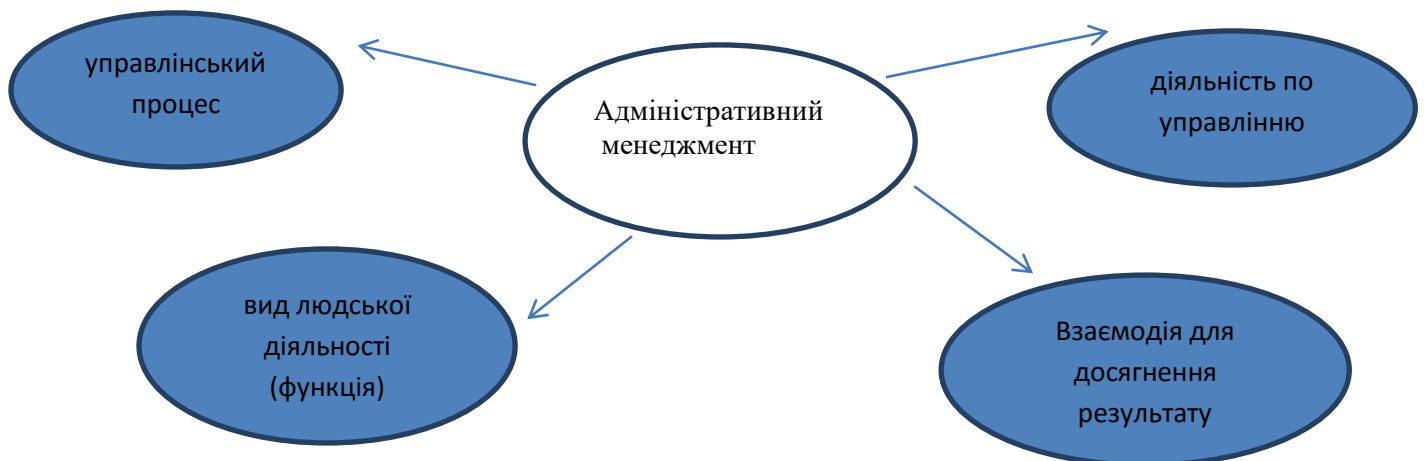 управлінський
процес
Адміністративний
менеджмент
діяльність по
управлінню
вид людської
діяльності
(функція)
Взаємодія для
досягнення
результату